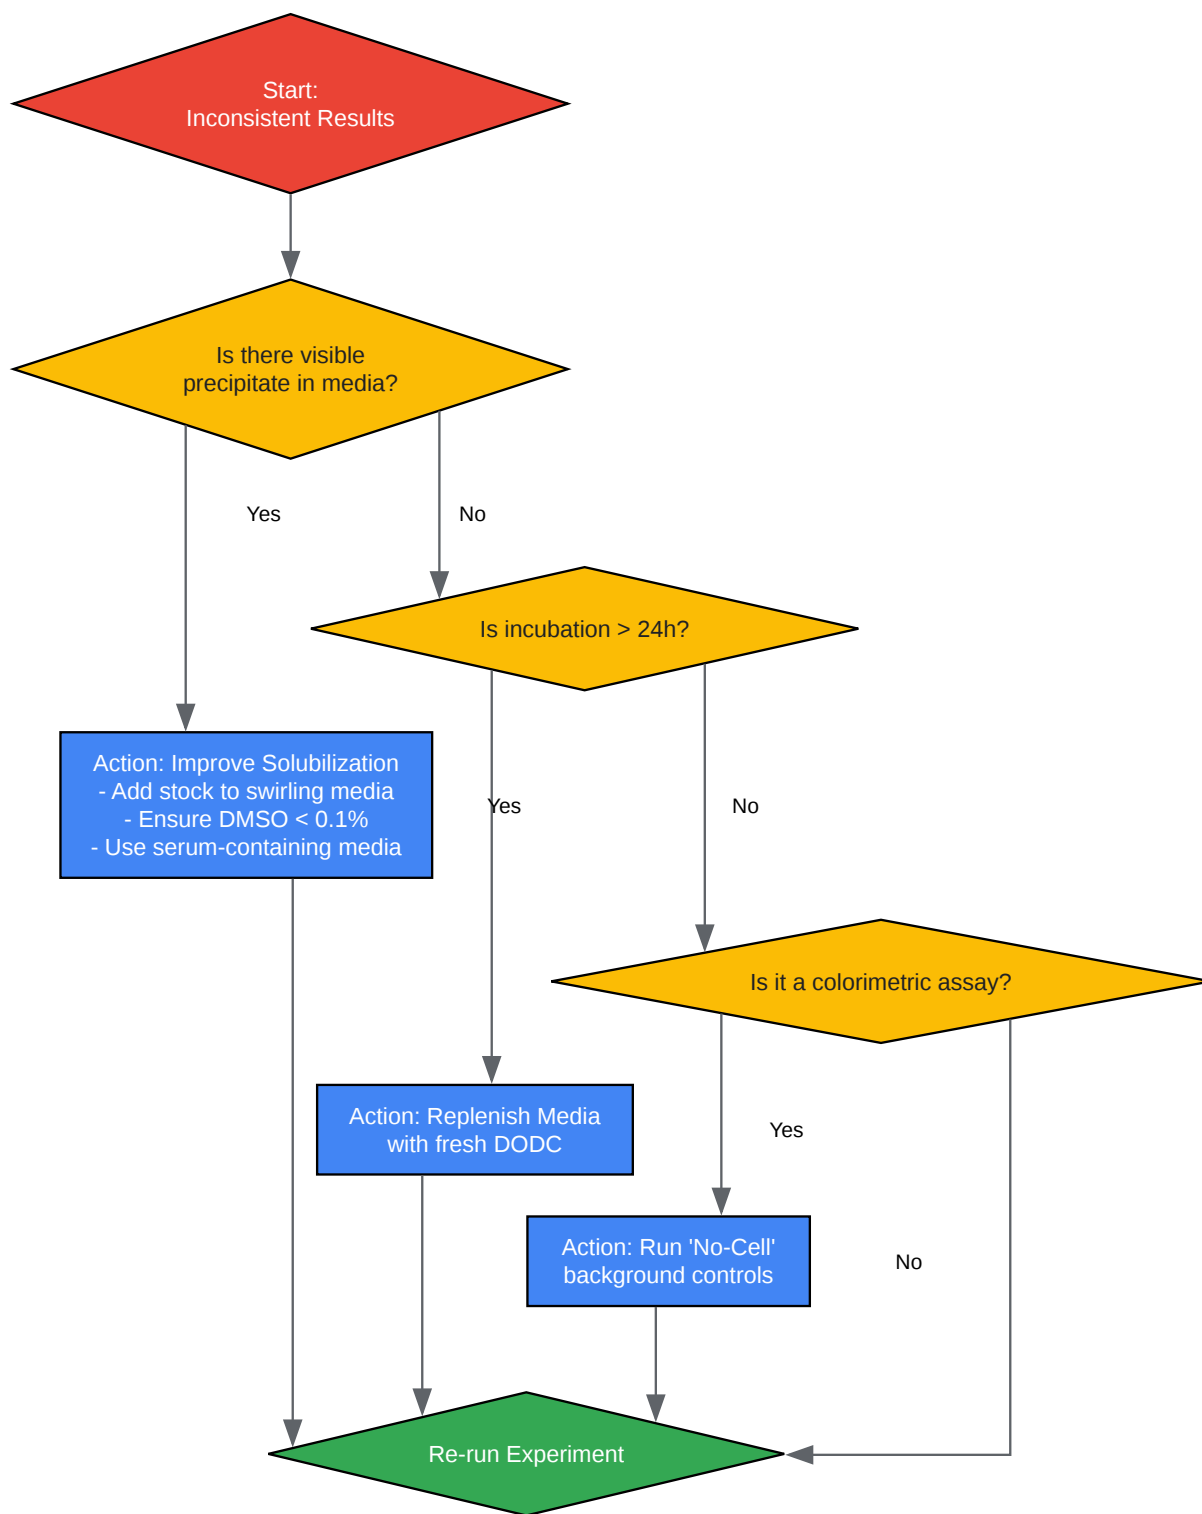 Start:
Inconsistent Results
Is there visible
precipitate in media?
Yes
No
Is incubation > 24h?
Action: Improve Solubilization
- Add stock to swirling media
- Ensure DMSO < 0.1%
- Use serum-containing media
Yes
No
Is it a colorimetric assay?
Action: Replenish Media
with fresh DODC
Yes
Action: Run 'No-Cell'
background controls
No
Re-run Experiment